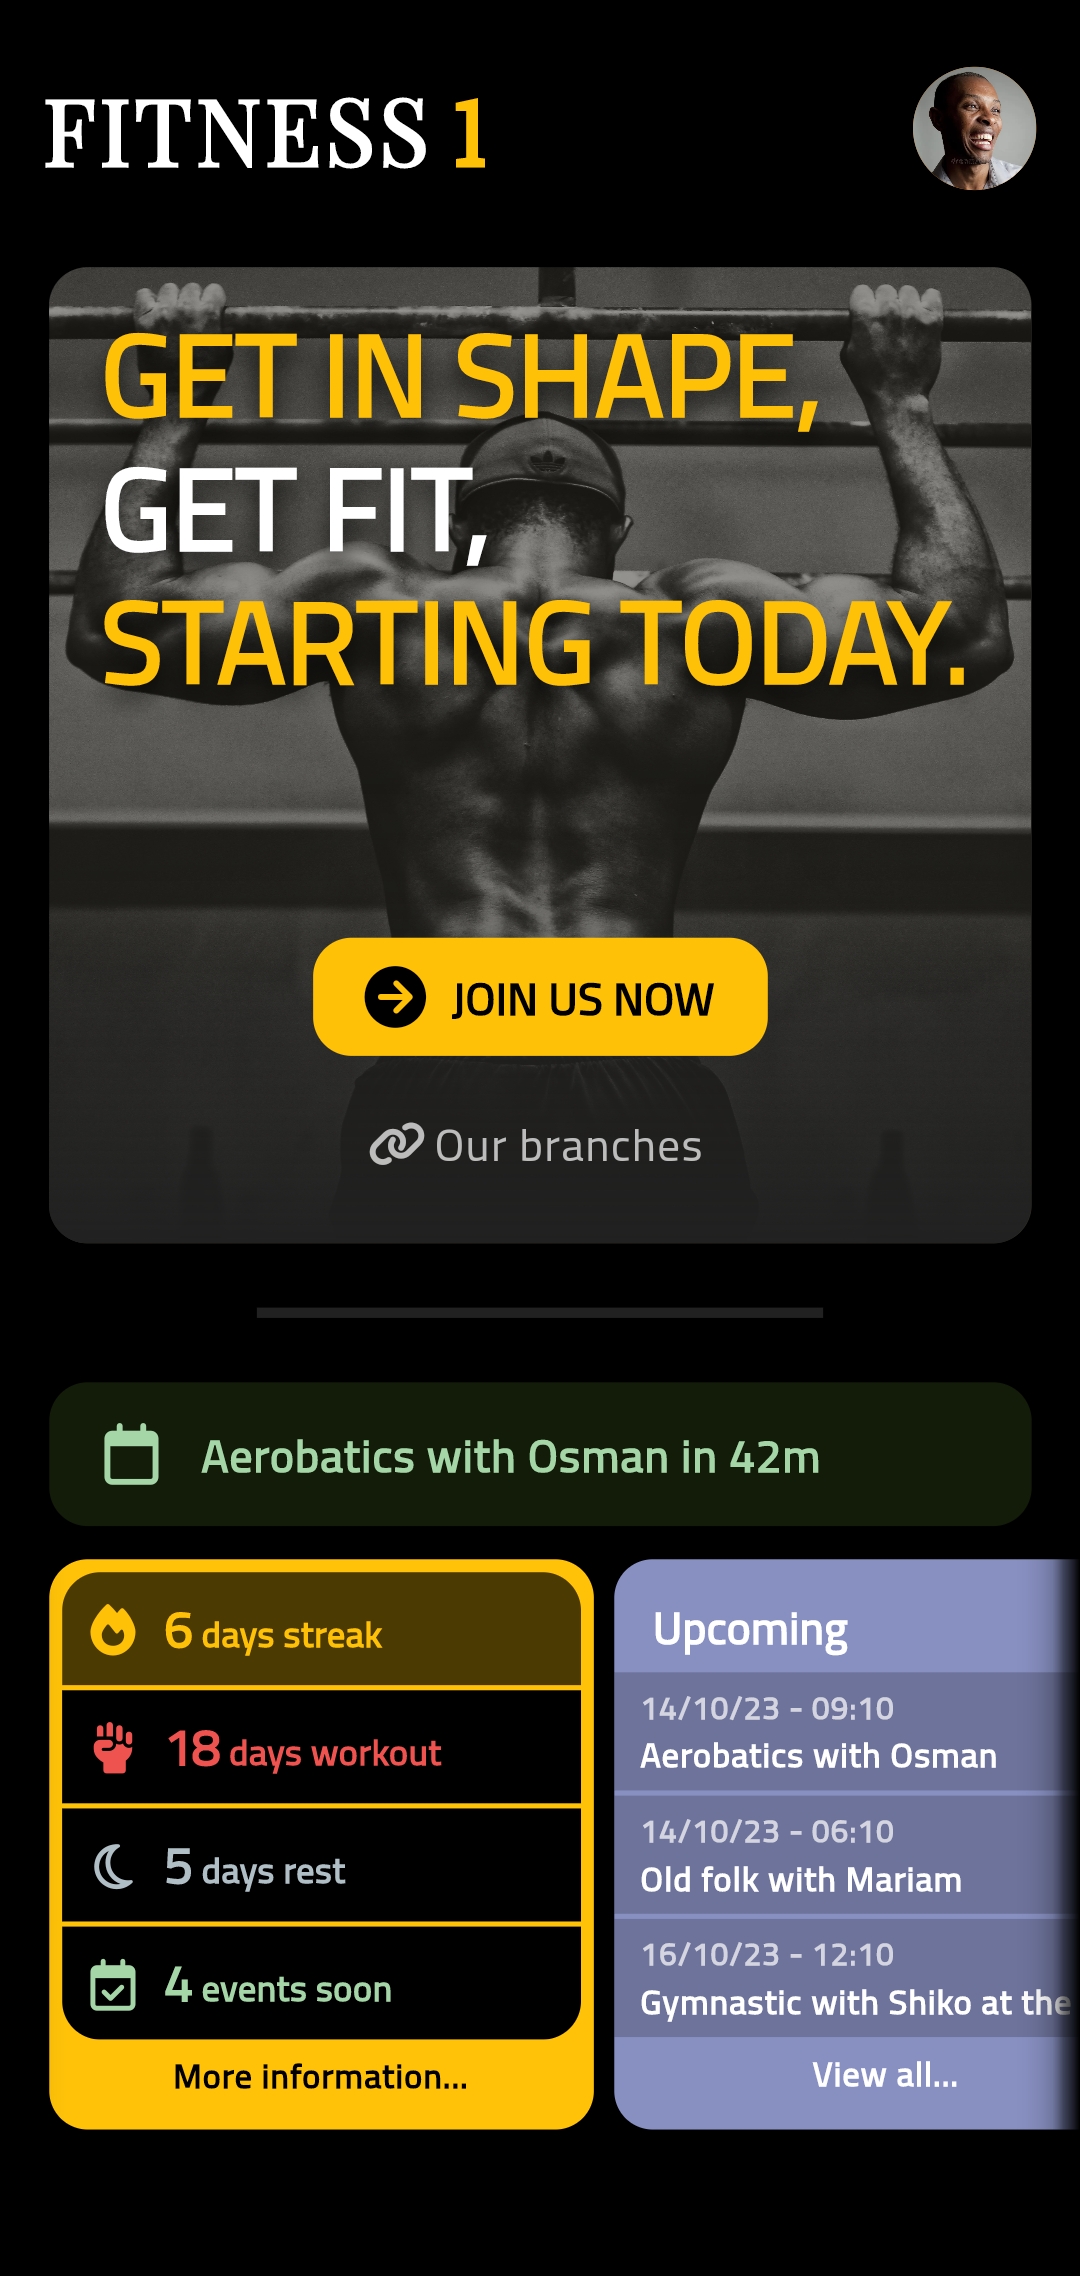 FITNESS 1
GET IN SHAPE,
GET FIT,
STARTING TODAY.
JOIN US NOW
Our branches
Aerobatics with Osman in 42m
6 days streak
18 days workout
5 days rest
4 events soon
More information...
Upcoming
14/10/23 - 09:10
Aerobatics with Osman
14/10/23 - 06:10
Old folk with Mariam
16/10/23 - 12:10
Gymnastic with Shiko at the
View all...